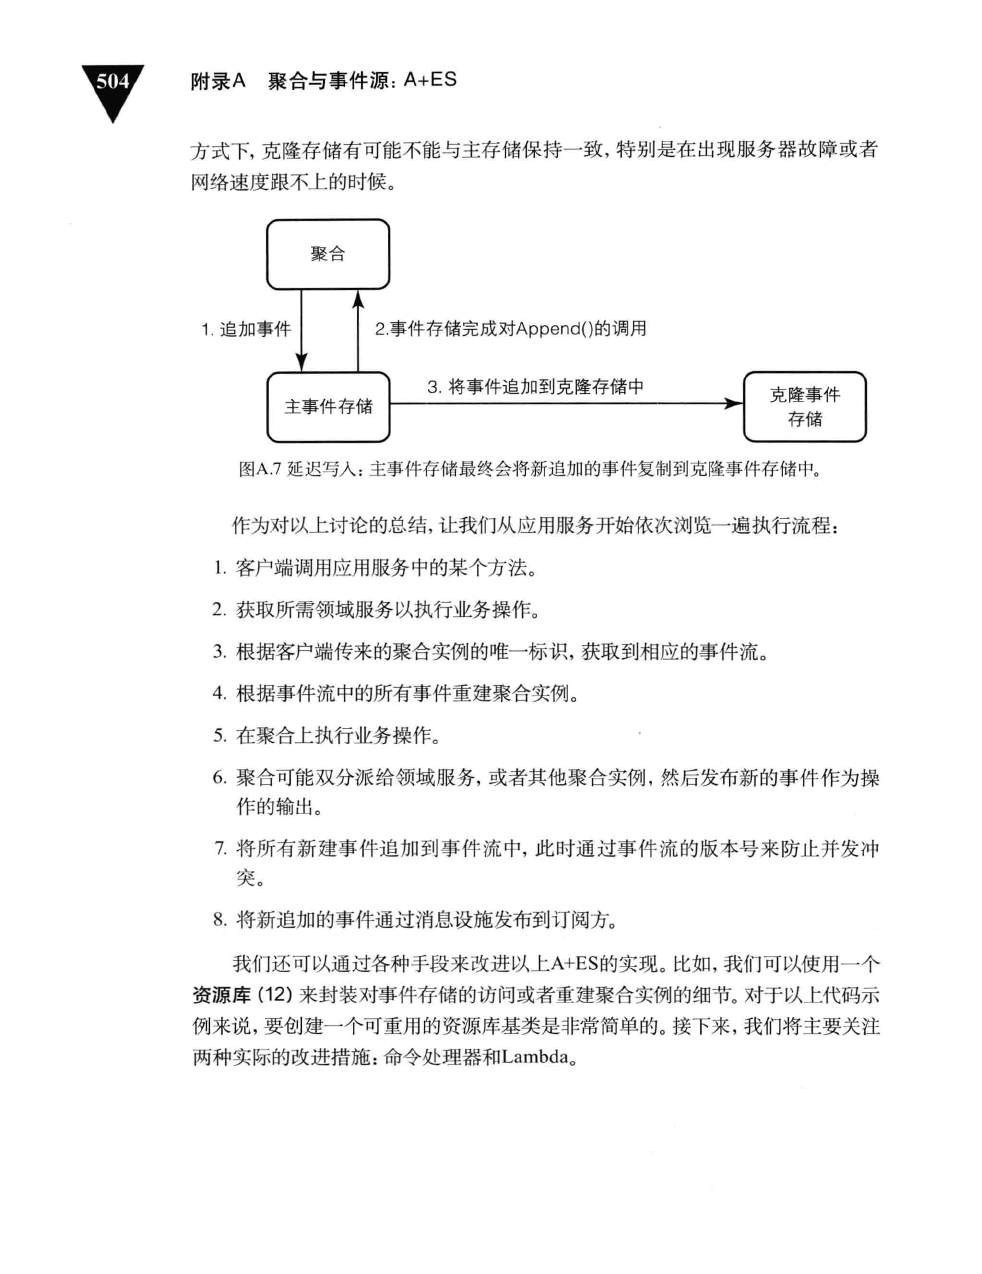 504
附录A 聚合与事件源：A+ES
方式下，克隆存储有可能不能与主存储保持一致，特别是在出现服务器故障或者
网络速度跟不上的时候。
聚合
1. 追加事件
2.事件存储完成对Append()的调用
3. 将事件追加到克隆存储中
主事件存储
克隆事件
存储
图A.7 延迟写入：主事件存储最终会将新追加的事件复制到克隆事件存储中。
作为对以上讨论的总结，让我们从应用服务开始依次浏览一遍执行流程：
1. 客户端调用应用服务中的某个方法。
2. 获取所需领域服务以执行业务操作。
3. 根据客户端传来的聚合实例的唯一标识，获取到相应的事件流。
4. 根据事件流中的所有事件重建聚合实例。
5. 在聚合上执行业务操作。
6. 聚合可能双分派给领域服务，或者其他聚合实例，然后发布新的事件作为操
作的输出。
7. 将所有新建事件追加到事件流中，此时通过事件流的版本号来防止并发冲
突。
8. 将新追加的事件通过消息设施发布到订阅方。
我们还可以通过各种手段来改进以上A+ES的实现。比如，我们可以使用一个
资源库（12）来封装对事件存储的访问或者重建聚合实例的细节。对于以上代码示
例来说，要创建一个可重用的资源库基类是非常简单的。接下来，我们将主要关注
两种实际的改进措施：命令处理器和Lambda。